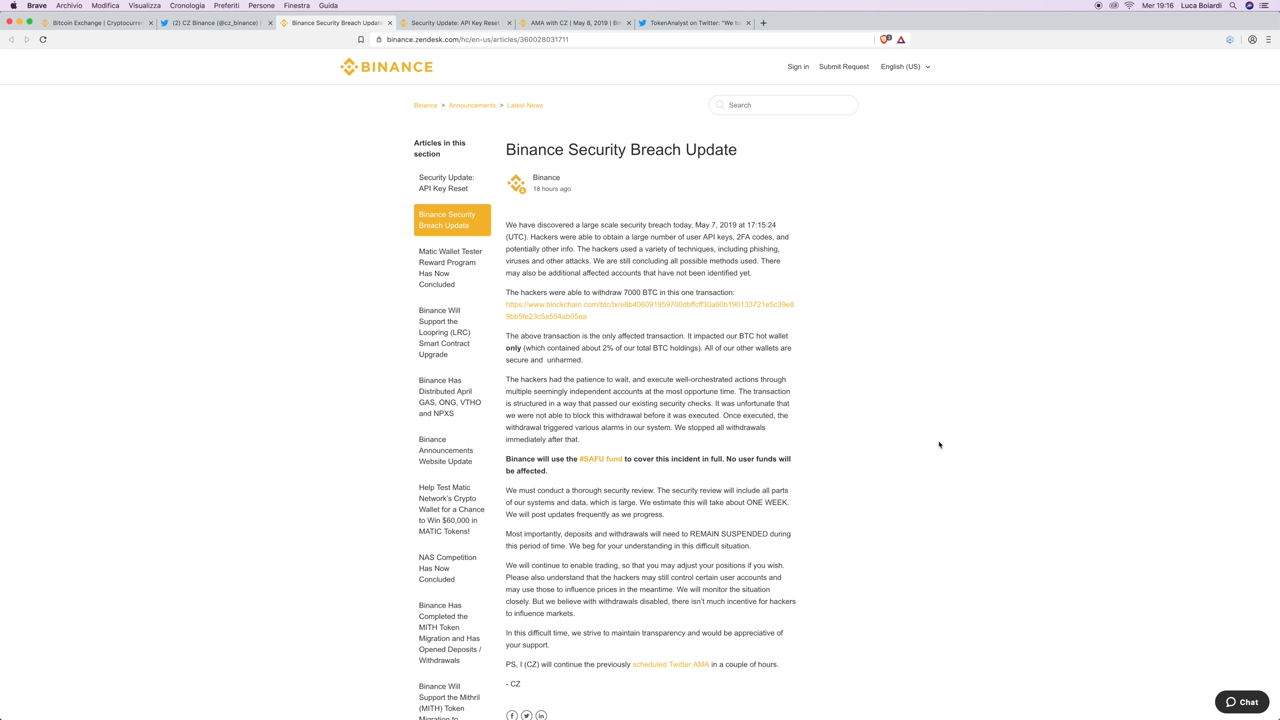 Brave Archivio Modifica Visualizza Cronologia Preferiti Persone Finestra Guida Mer 19:16 Luca Boiardi
Bitcoin Exchange | Cryptocurren
(2) CZ Binance (@cz_binance) |
Binance Security Breach Update
Security Update: API Key Reset
AMA with CZ | May 8, 2019 | Bin
TokenAnalyst on Twitter: "We to
binance.zendesk.com/hc/en-us/articles/360028031711
BINANCE
Sign in Submit Request English (US)
Binance > Announcements > Latest News
Search
Articles in this
section
Security Update:
API Key Reset
Binance Security
Breach Update
Matic Wallet Tester
Reward Program
Has Now
Concluded
Binance Will
Support the
Loopring (LRC)
Smart Contract
Upgrade
Binance Has
Distributed April
GAS, ONG, VTHO
and NPXS
Binance
Announcements
Website Update
Help Test Matic
Network's Crypto
Wallet for a Chance
to Win $60,000 in
MATIC Tokens!
NAS Competition
Has Now
Concluded
Binance Has
Completed the
MITH Token
Migration and Has
Opened Deposits /
Withdrawals
Binance Will
Support the Mithril
(MITH) Token
Migration to
Binance Security Breach Update
Binance
18 hours ago
We have discovered a large scale security breach today, May 7, 2019 at 17:15:24
(UTC). Hackers were able to obtain a large number of user API keys, 2FA codes, and
potentially other info. The hackers used a variety of techniques, including phishing,
viruses and other attacks. We are still concluding all possible methods used. There
may also be additional affected accounts that have not been identified yet.
The hackers were able to withdraw 7000 BTC in this one transaction:
https://www.blockchain.com/btc/tx/e8b406091959700dbffcff30a60b190133721e5c39e8
9bb5fe23c5a554ab05ea
The above transaction is the only affected transaction. It impacted our BTC hot wallet
only (which contained about 2% of our total BTC holdings). All of our other wallets are
secure and unharmed.
The hackers had the patience to wait, and execute well-orchestrated actions through
multiple seemingly independent accounts at the most opportune time. The transaction
is structured in a way that passed our existing security checks. It was unfortunate that
we were not able to block this withdrawal before it was executed. Once executed, the
withdrawal triggered various alarms in our system. We stopped all withdrawals
immediately after that.
Binance will use the #SAFU fund to cover this incident in full. No user funds will
be affected.
We must conduct a thorough security review. The security review will include all parts
of our systems and data, which is large. We estimate this will take about ONE WEEK.
We will post updates frequently as we progress.
Most importantly, deposits and withdrawals will need to REMAIN SUSPENDED during
this period of time. We beg for your understanding in this difficult situation.
We will continue to enable trading, so that you may adjust your positions if you wish.
Please also understand that the hackers may still control certain user accounts and
may use those to influence prices in the meantime. We will monitor the situation
closely. But we believe with withdrawals disabled, there isn't much incentive for hackers
to influence markets.
In this difficult time, we strive to maintain transparency and would be appreciative of
your support.
PS, I (CZ) will continue the previously scheduled Twitter AMA in a couple of hours.
- CZ
Chat